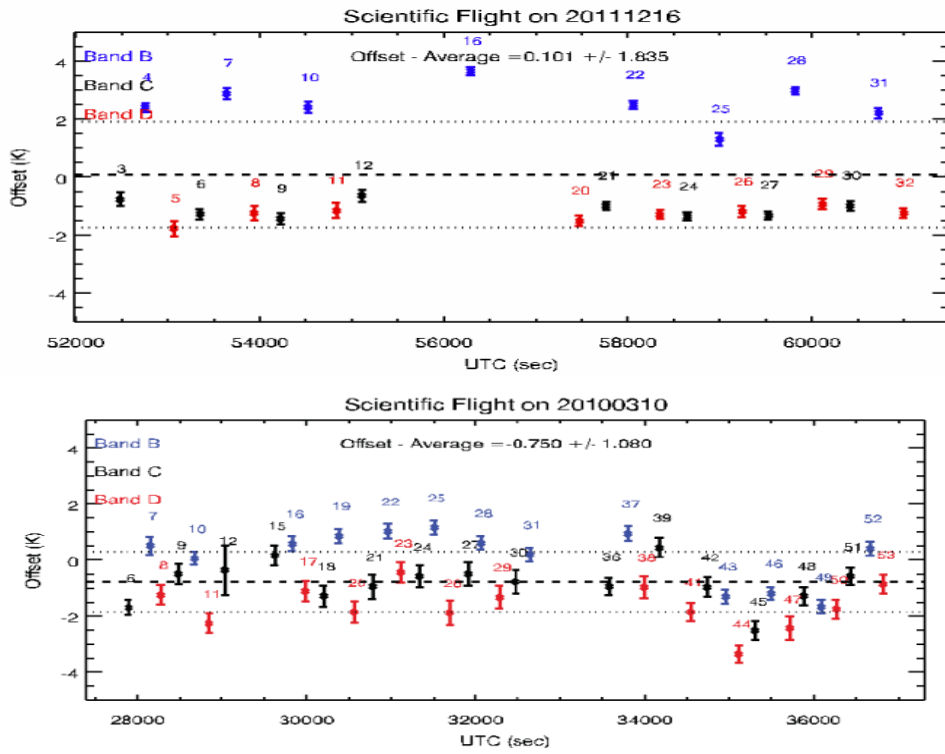 Scientific Flight on 20111216
Band B
Band C
Band D
Offset - Average =0.101 +/- 1.835
4 7 10 16 22 25 28 31
3 6 9 12 21 24 27 30
5 8 11 20 23 26 29 32
4
2
0
-2
-4
Offset (K)
52000 54000 56000 58000 60000
UTC (sec)
Scientific Flight on 20100310
Band B
Band C
Band D
Offset - Average =-0.750 +/- 1.080
7 10 16 19 22 25 28 31 37 43 46 49 52
6 9 12 15 18 21 24 27 30 36 39 42 45 48 51
8 11 17 20 23 26 29 38 41 44 47 50 53
4
2
0
-2
-4
Offset (K)
28000 30000 32000 34000 36000
UTC (sec)